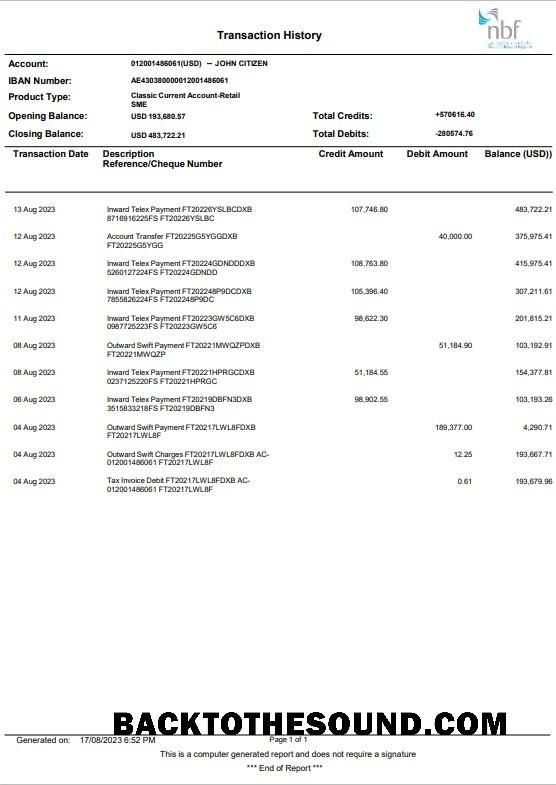 nbf
Transaction History
Account: 012001486061(USD) -- JOHN CITIZEN
IBAN Number: AE430380000012001486061
Product Type: Classic Current Account-Retail
SME
Opening Balance: USD 193,680.57 Total Credits: +570616.40
Closing Balance: USD 483,722.21 Total Debits: -280574.76
Transaction Date Description Credit Amount Debit Amount Balance (USD))
Reference/Cheque Number
13 Aug 2023 Inward Telex Payment FT20226YSLBCDXB 107,746.80 483,722.21
8716916225FS FT20226YSLBC
12 Aug 2023 Account Transfer FT20225G5YGGDXB 40,000.00 375,975.41
FT20225G5YGG
12 Aug 2023 Inward Telex Payment FT20224GDNDDDXB 108,763.80 415,975.41
5260127224FS FT20224GDNDD
12 Aug 2023 Inward Telex Payment FT202248P9DCDXB 105,396.40 307,211.61
7855826224FS FT202248P9DC
11 Aug 2023 Inward Telex Payment FT20223GW5C6DXB 98,622.30 201,815.21
0987725223FS FT20223GW5C6
08 Aug 2023 Outward Swift Payment FT20221MWQZPDXB 51,184.90 103,192.91
FT20221MWQZP
08 Aug 2023 Inward Telex Payment FT20221HPRGCDXB 51,184.55 154,377.81
0237125220FS FT20221HPRGC
06 Aug 2023 Inward Telex Payment FT20219DBFN3DXB 98,902.55 103,193.26
3515833218FS FT20219DBFN3
04 Aug 2023 Outward Swift Payment FT20217LWL8FDXB 189,377.00 4,290.71
FT20217LWL8F
04 Aug 2023 Outward Swift Charges FT20217LWL8FDXB AC- 12.25 193,667.71
012001486061 FT20217LWL8F
04 Aug 2023 Tax Invoice Debit FT20217LWL8FDXB AC- 0.61 193,679.96
012001486061 FT20217LWL8F
BACKTOTHESOUND.COM
Generated on: 17/08/2023 6:52 PM Page 1 of 1
This is a computer generated report and does not require a signature
*** End of Report ***